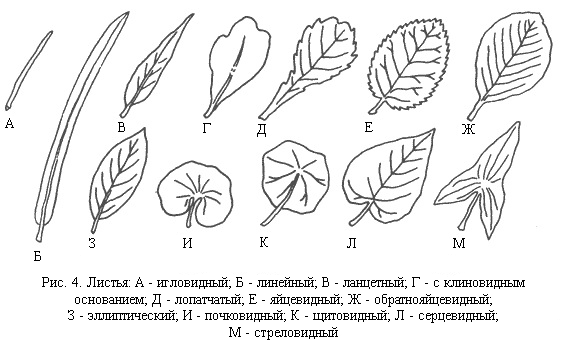 А
Б
В
Г
Д
Е
Ж
З
И
К
Л
М
Рис. 4. Листья: А - игловидный; Б - линейный; В - ланцетный, Г - с клиновидным
основанием; Д - лопатчатый, Е - яйцевидный; Ж - обратнояйцевидный;
З - эллиптический; И - почковидный; К - щитовидный; Л - серцевидный;
М - стреловидный